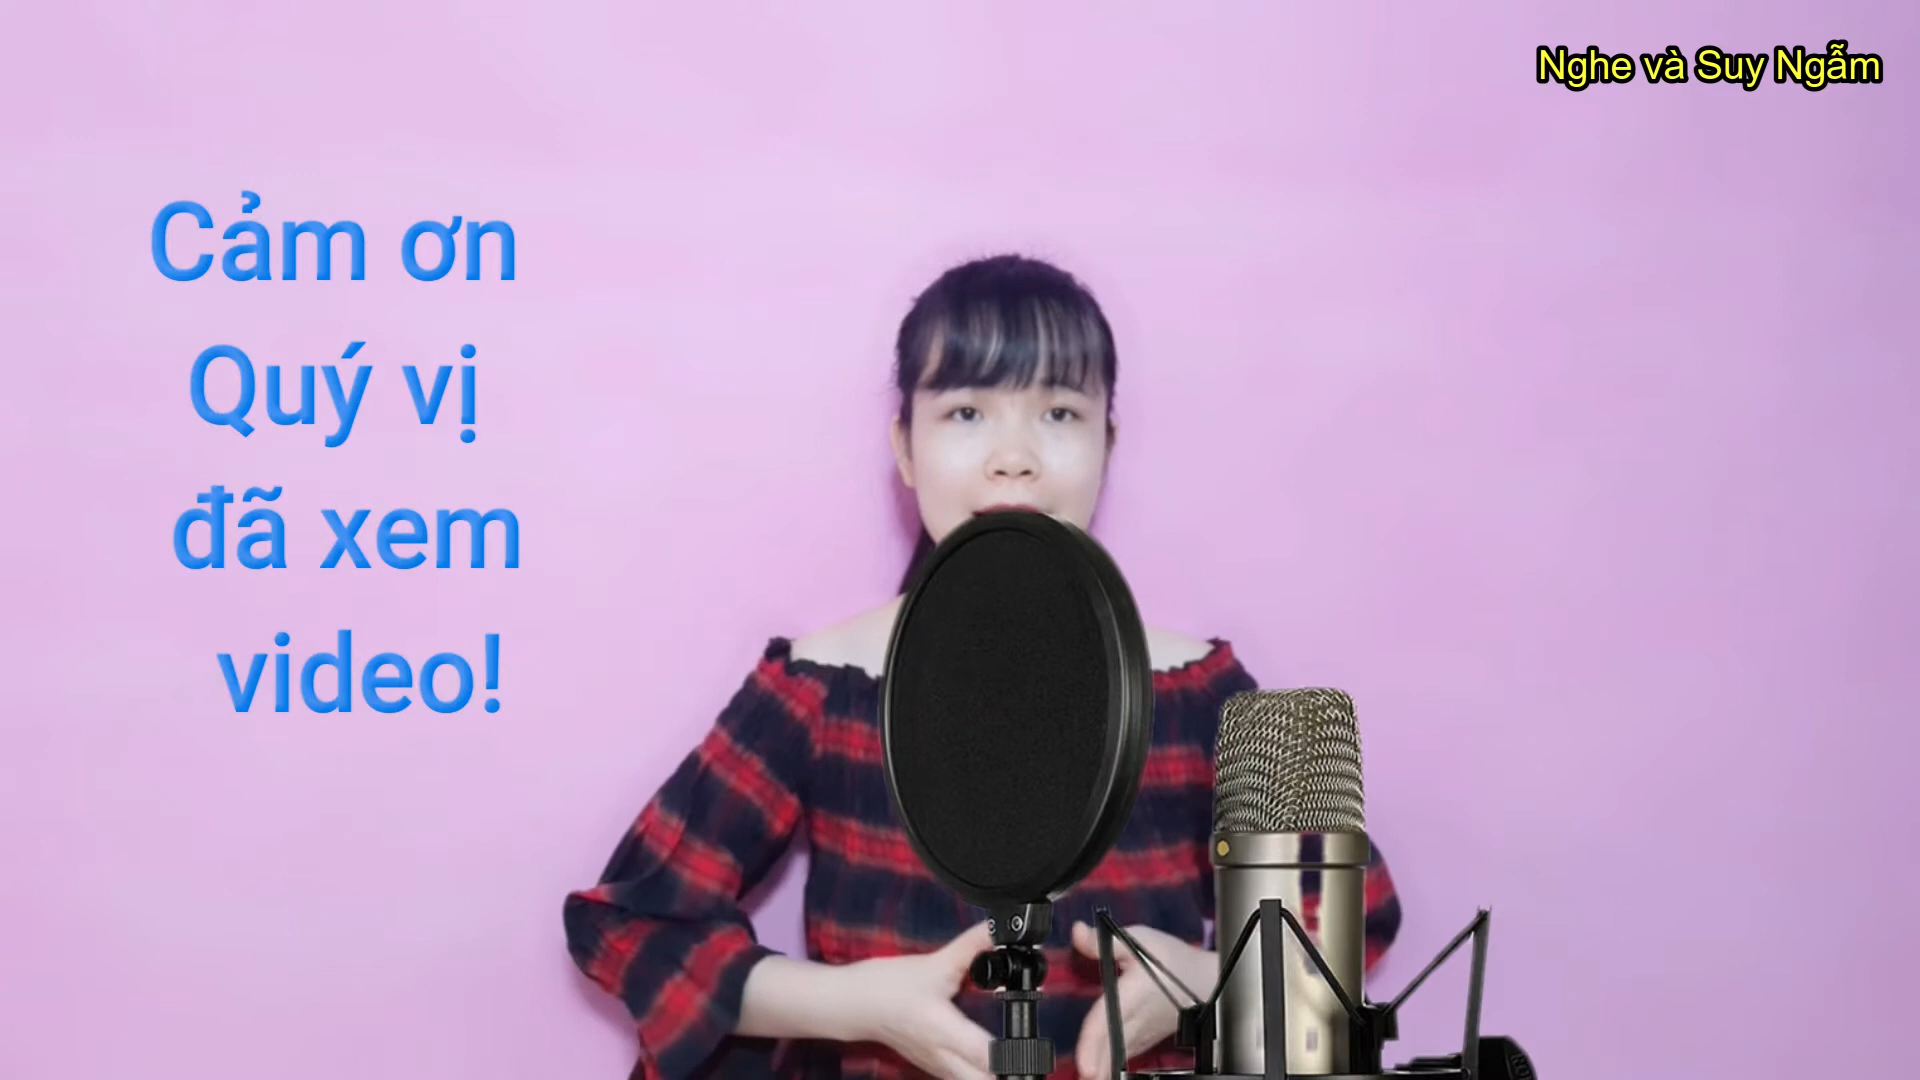 Nghe và Suy Ngẫm
Cảm ơn
Quý vị
đã xem
video!